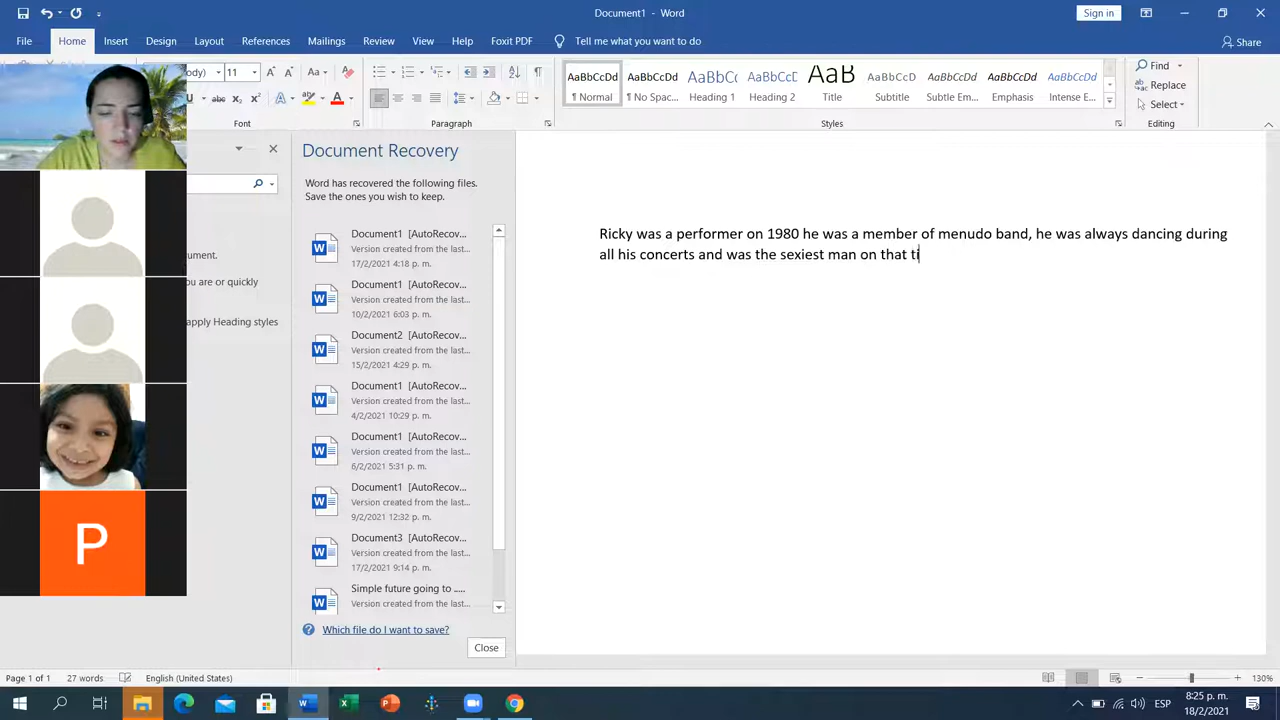 Document1 - Word
Sign in
File Home Insert Design Layout References Mailings Review View Help Foxit PDF Tell me what you want to do Share
ody) 11 Aa
AaBbCcDd AaBbCcDd AaBbCc AaBbCcD AaB AaBbCcD AaBbCcDd AaBbCcDd AaBbCcDd
¶ Normal ¶ No Spac... Heading 1 Heading 2 Title Subtitle Subtle Em... Emphasis Intense E...
Find
Replace
Select
Font Paragraph Styles Editing
Document Recovery
Word has recovered the following files.
Save the ones you wish to keep.
Document1 [AutoRecov...
Version created from the last...
17/2/2021 4:18 p. m.
Document1 [AutoRecov...
Version created from the last...
10/2/2021 6:03 p. m.
Document2 [AutoRecov...
Version created from the last...
15/2/2021 4:29 p. m.
Document1 [AutoRecov...
Version created from the last...
4/2/2021 10:29 p. m.
Document1 [AutoRecov...
Version created from the last...
6/2/2021 5:31 p. m.
Document1 [AutoRecov...
Version created from the last...
9/2/2021 12:32 p. m.
Document3 [AutoRecov...
Version created from the last...
17/2/2021 9:14 p. m.
Simple future going to .....
Version created from the last...
Which file do I want to save?
Close
cument.
ou are or quickly
apply Heading styles
P
Ricky was a performer on 1980 he was a member of menudo band, he was always dancing during
all his concerts and was the sexiest man on that ti
Page 1 of 1 27 words English (United States) 130%
ESP
8:25 p. m.
18/2/2021